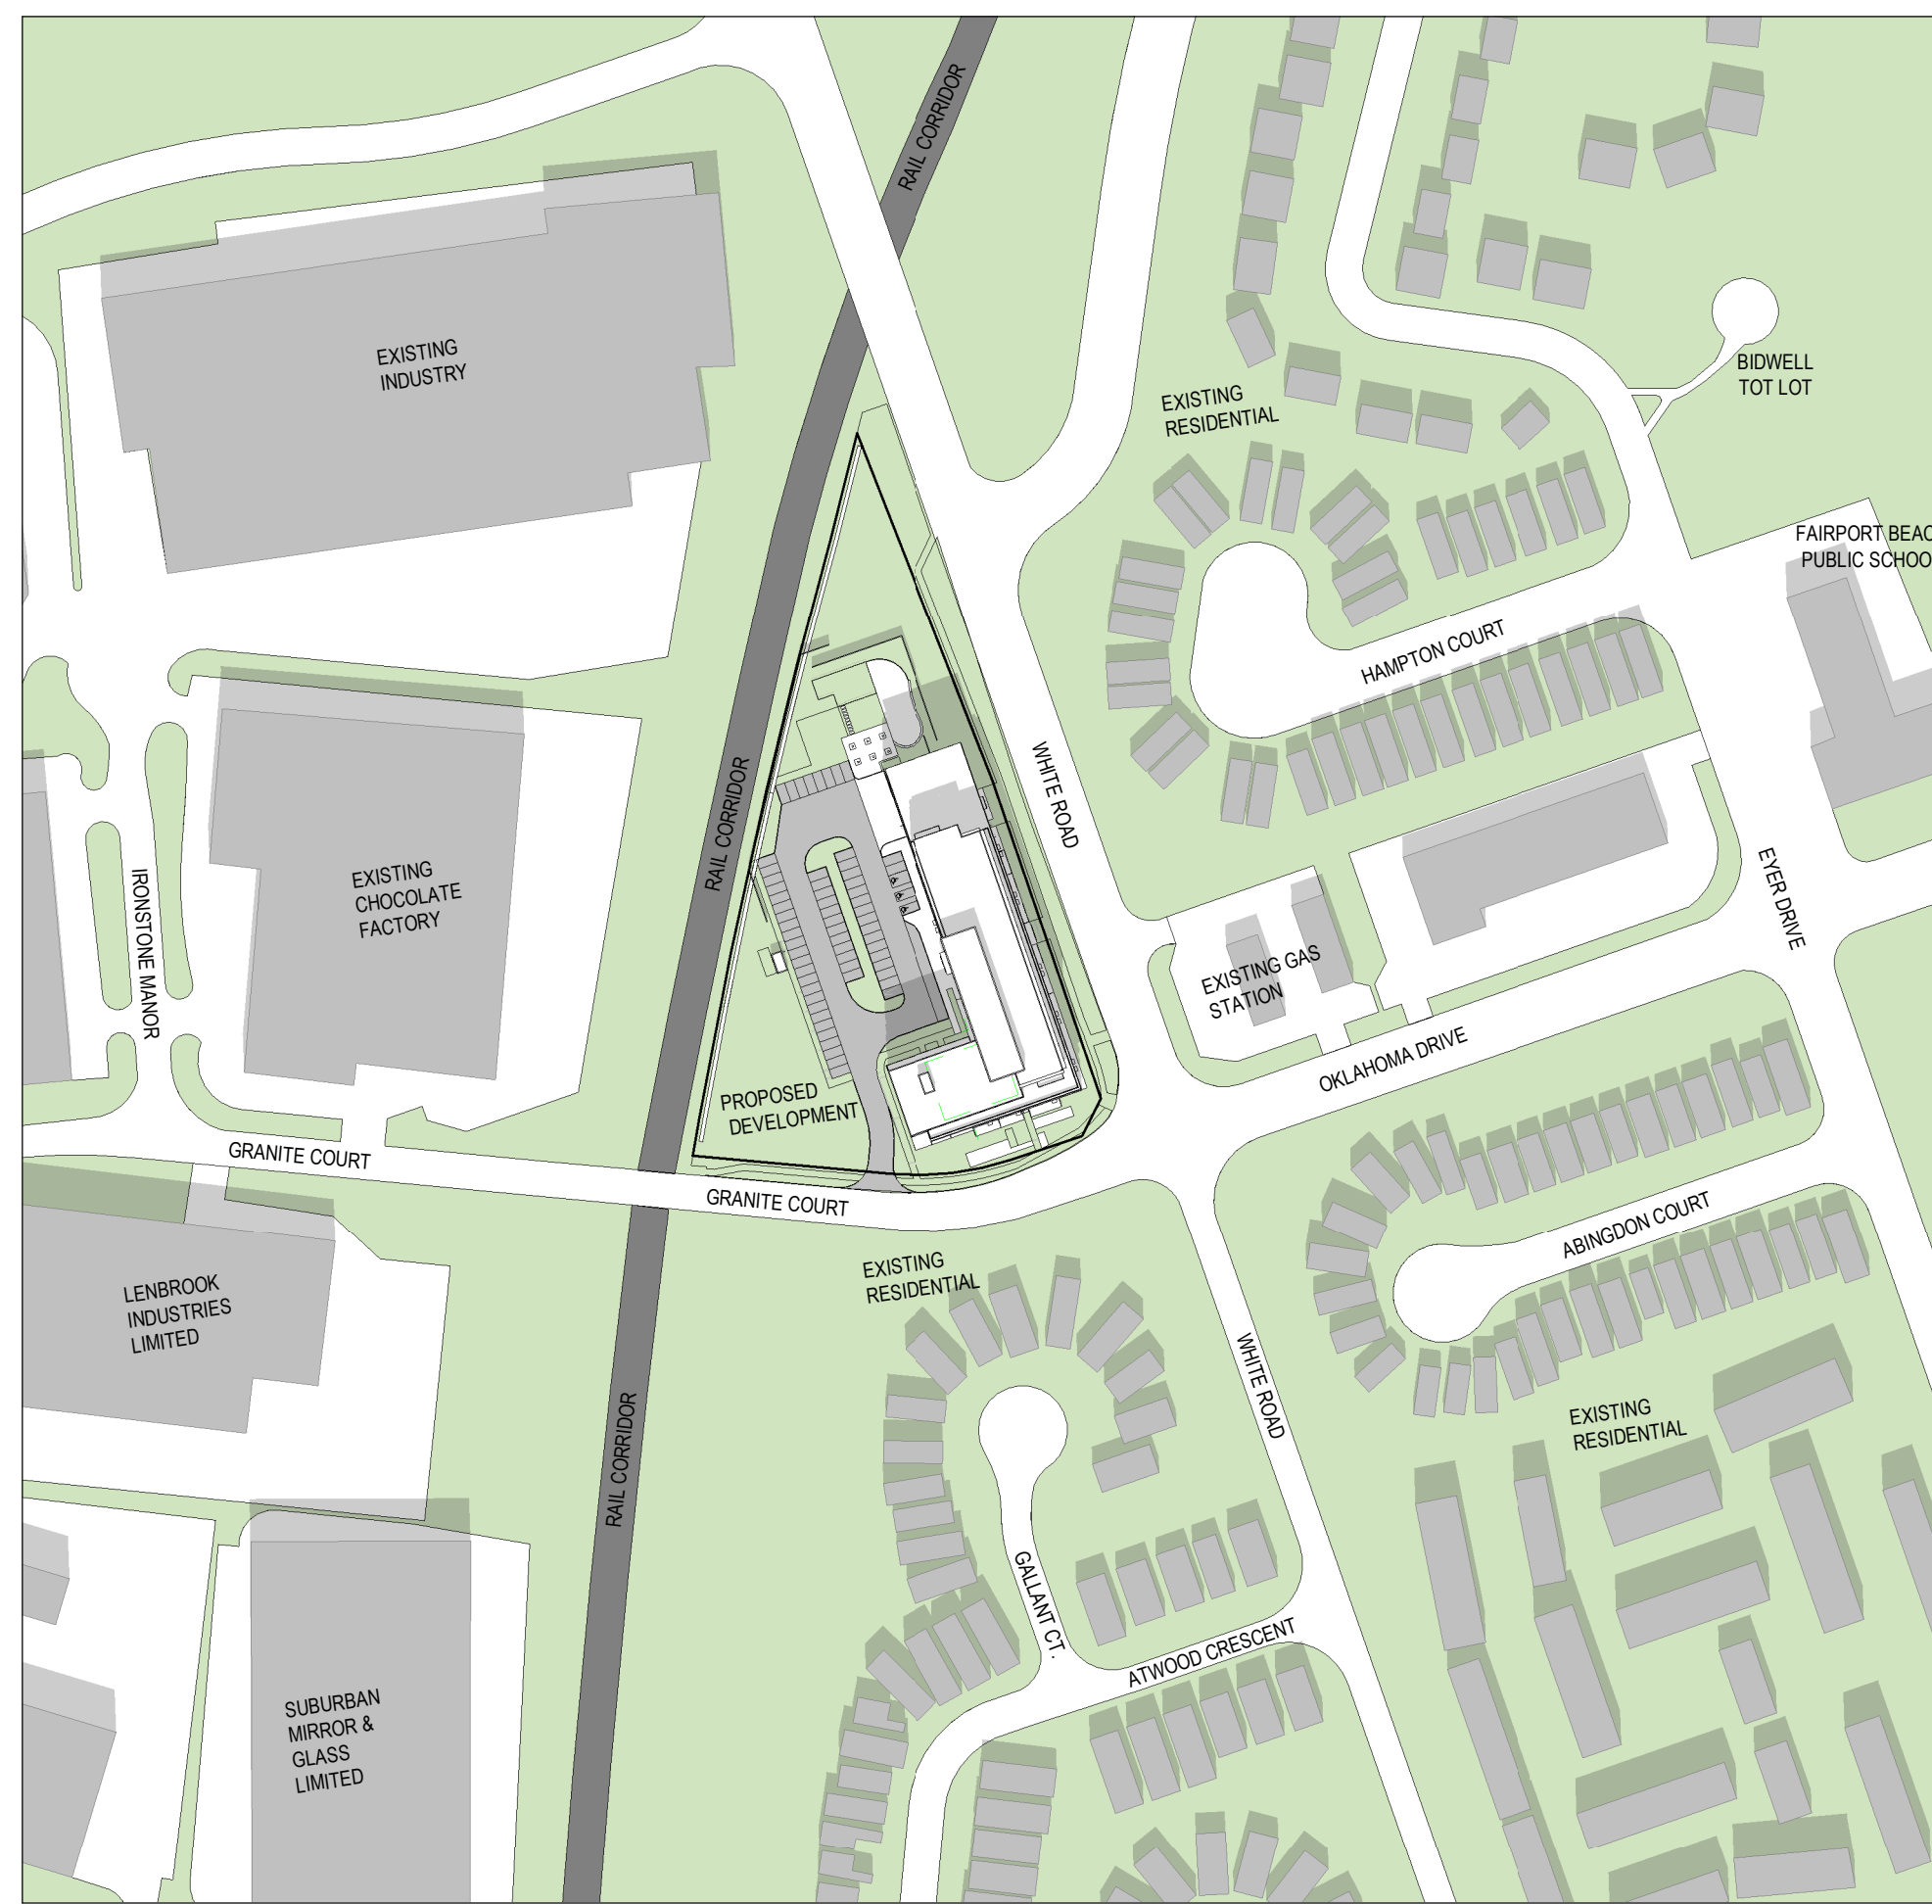 RAIL CORRIDOR
EXISTING
INDUSTRY
BIDWELL
TOT LOT
EXISTING
RESIDENTIAL
FAIRPORT BEAC
PUBLIC SCHOO
HAMPTON COURT
WHITE ROAD
RAIL CORRIDOR
EXISTING
CHOCOLATE
FACTORY
IRONSTONE MANOR
EYER DRIVE
EXISTING GAS
STATION
OKLAHOMA DRIVE
PROPOSED
DEVELOPMENT
GRANITE COURT
GRANITE COURT
ABINGDON COURT
EXISTING
RESIDENTIAL
LENBROOK
INDUSTRIES
LIMITED
WHITE ROAD
RAIL CORRIDOR
EXISTING
RESIDENTIAL
GALLANT CT.
ATWOOD CRESCENT
SUBURBAN
MIRROR &
GLASS
LIMITED